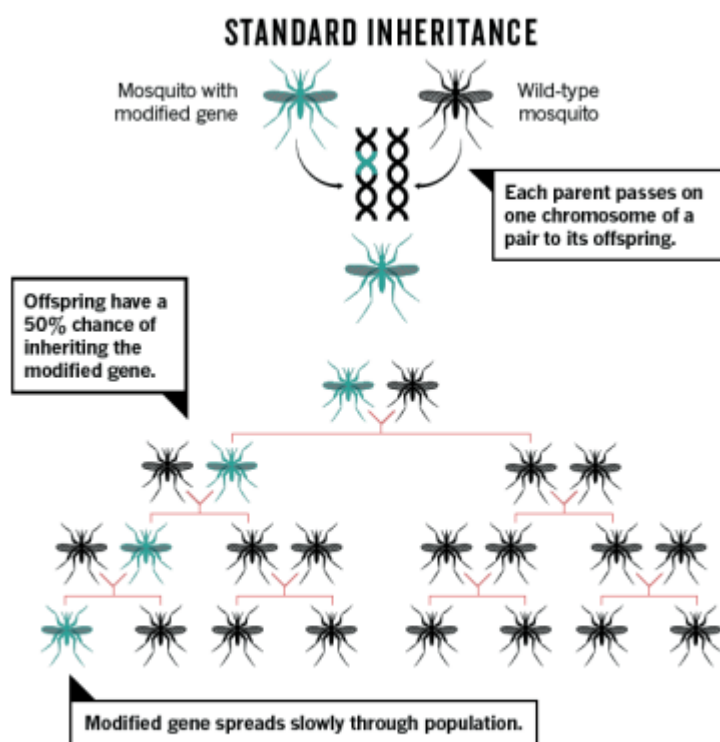 STANDARD INHERITANCE
Mosquito with
modified gene
Wild-type
mosquito
Each parent passes on
one chromosome of a
pair to its offspring.
Offspring have a
50% chance of
inheriting the
modified gene.
Modified gene spreads slowly through population.